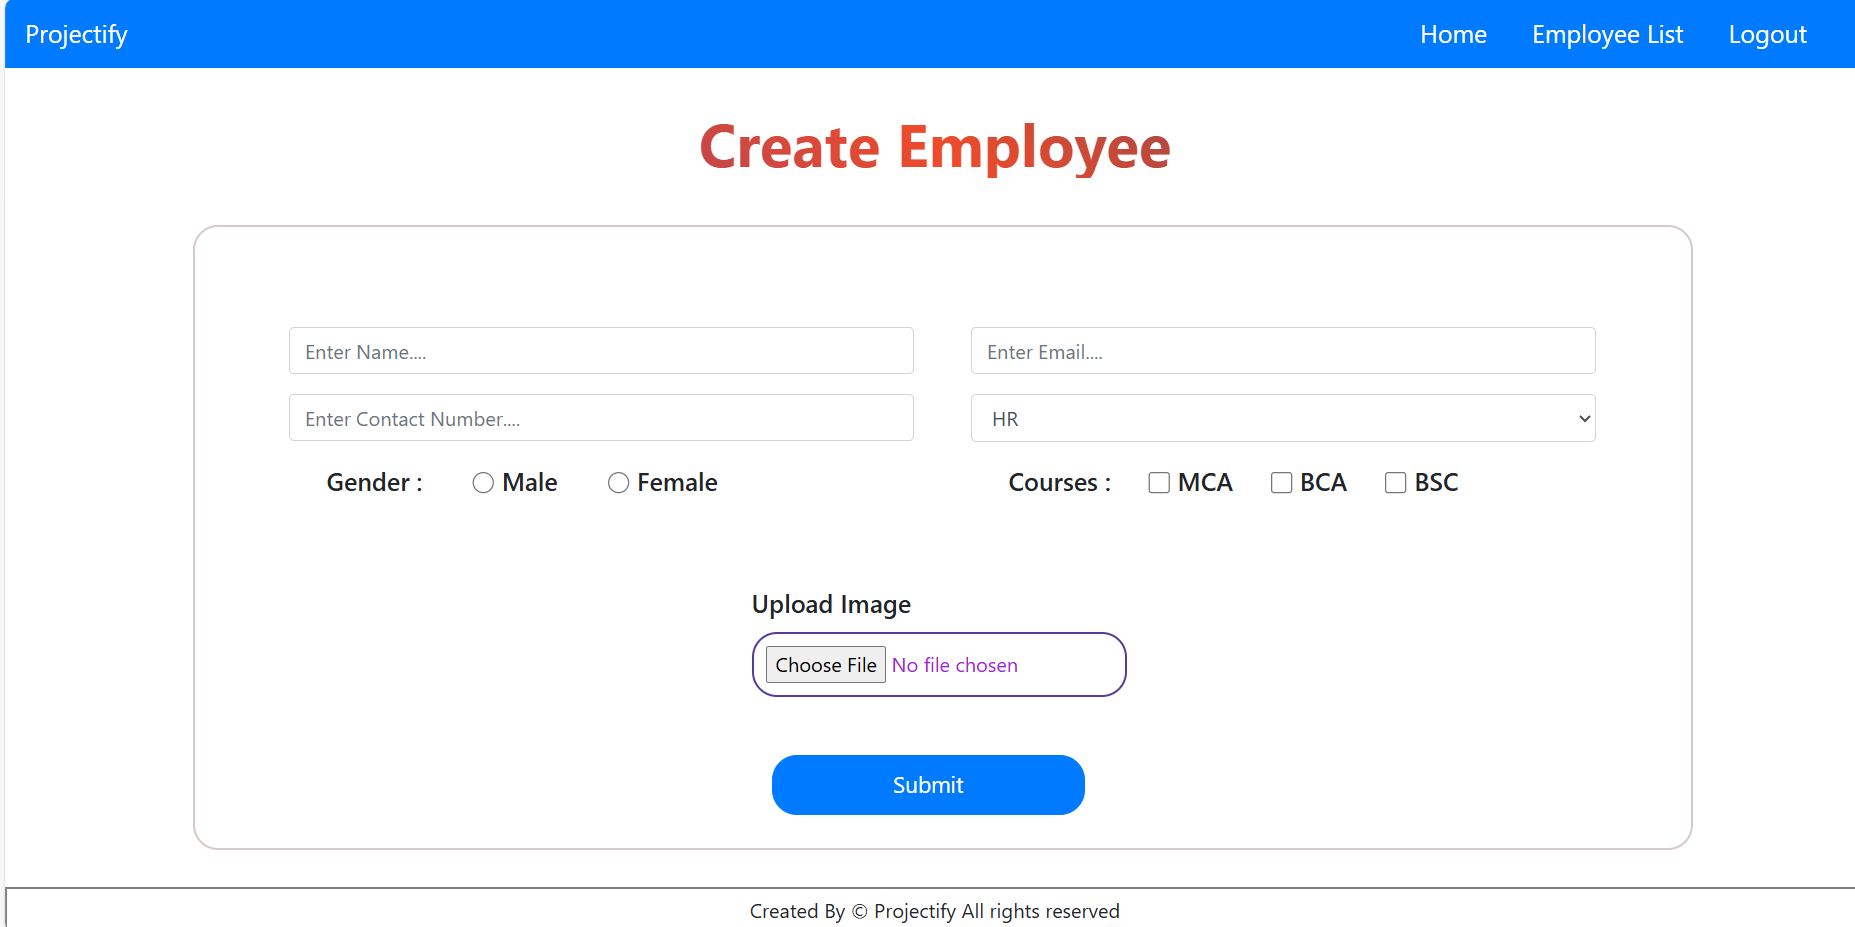 Projectify Home Employee List Logout
Create Employee
Enter Name.... Enter Email....
Enter Contact Number.... HR
Gender : Male Female Courses : MCA BCA BSC
Upload Image
Choose File No file chosen
Submit
Created By © Projectify All rights reserved